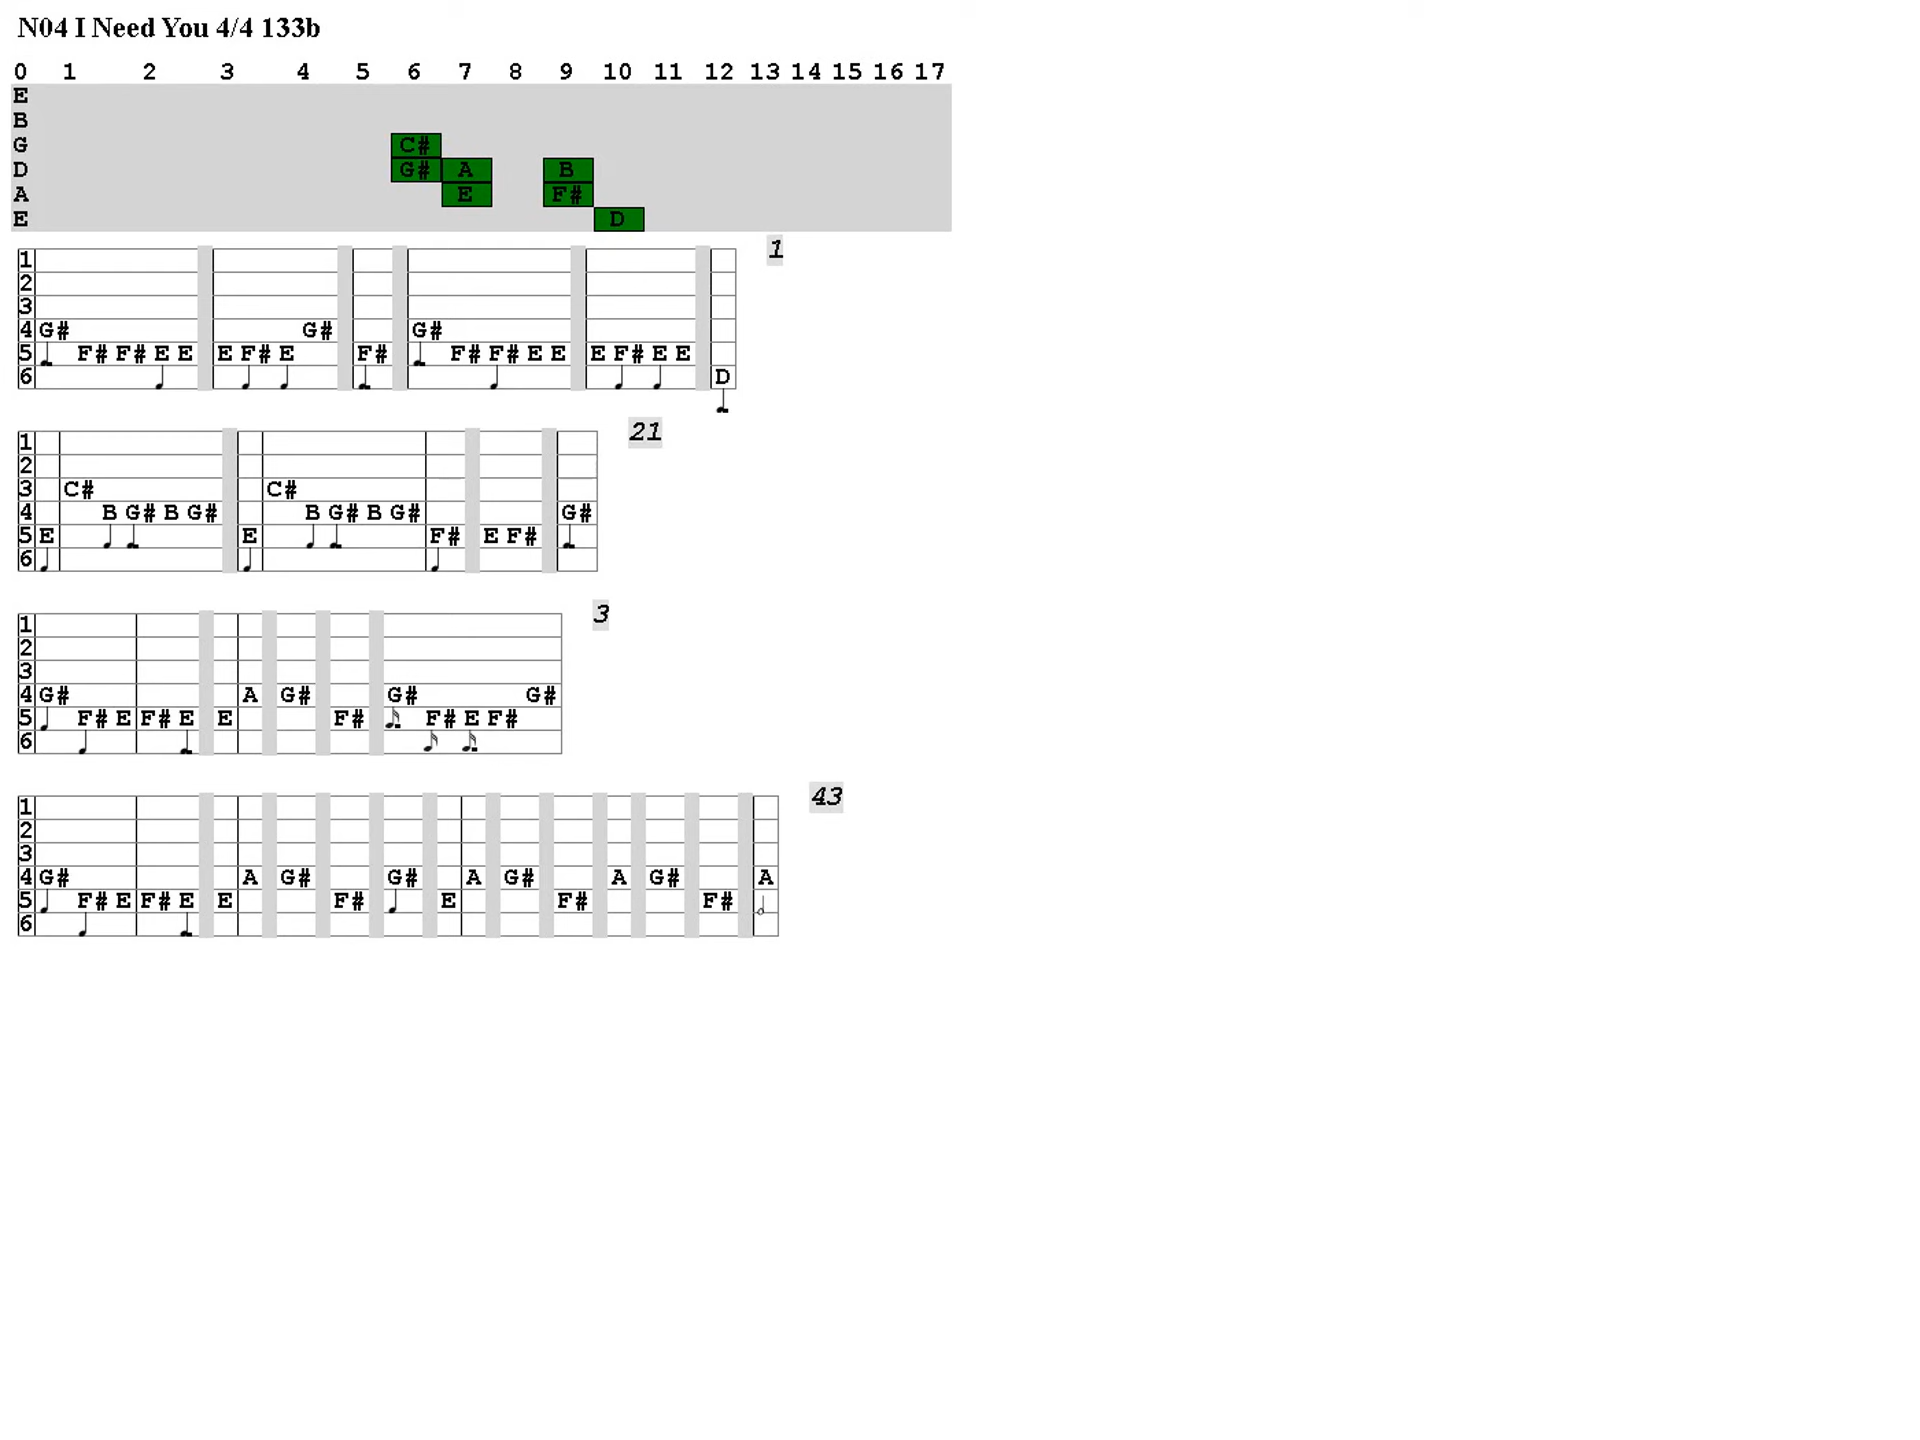 N04 I Need You 4/4 133b
0 1 2 3 4 5 6 7 8 9 10 11 12 13 14 15 16 17
E
B
G C#
D G# A B
A E F#
E D
1 1
2
3
4 G# G# G#
5 F# F# E E E F# E F# F# F# E E E F# E E
6 D
1 21
2
3 C# C#
4 B G# B G# B G# B G# G#
5 E E F# E F#
6
1 3
2
3
4 G# A G# G# G#
5 F# E F# E E F# F# E F#
6
1 43
2
3
4 G# A G# G# A G# A G# A
5 F# E F# E E F# E F# F#
6